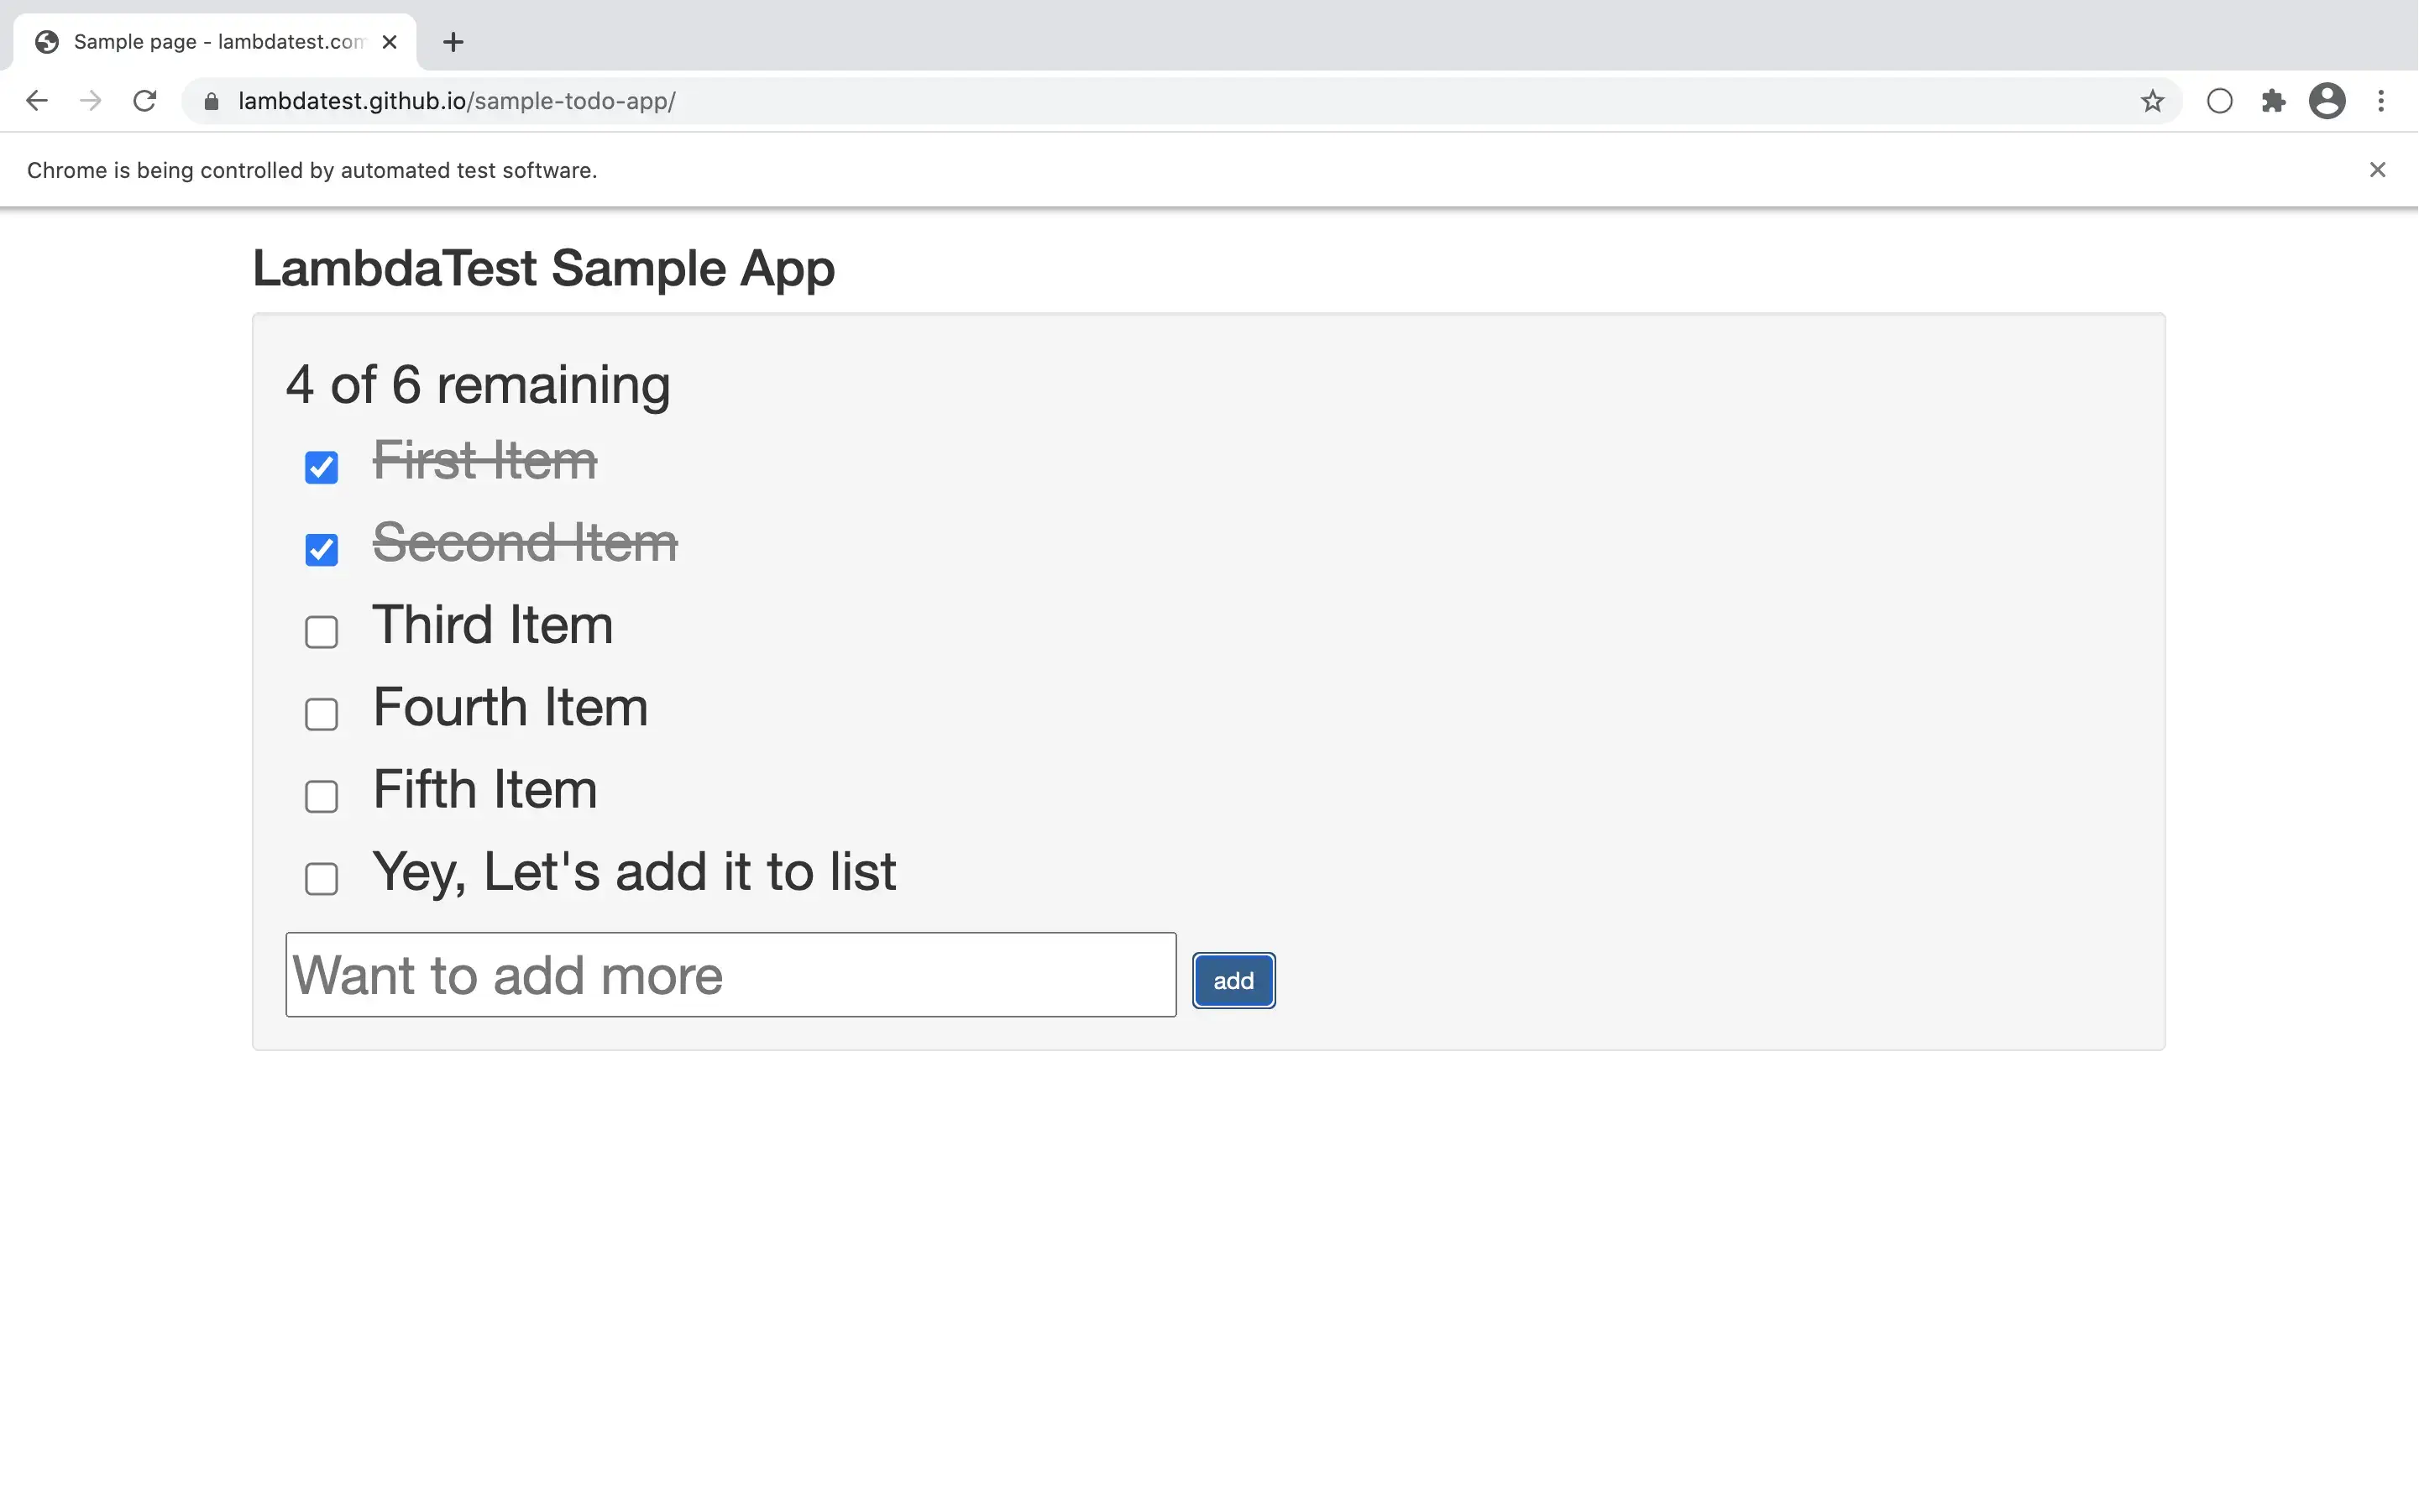 Sample page - lambdatest.com
lambdatest.github.io/sample-todo-app/
Chrome is being controlled by automated test software.
LambdaTest Sample App
4 of 6 remaining
First Item
Second Item
Third Item
Fourth Item
Fifth Item
Yey, Let's add it to list
Want to add more
add